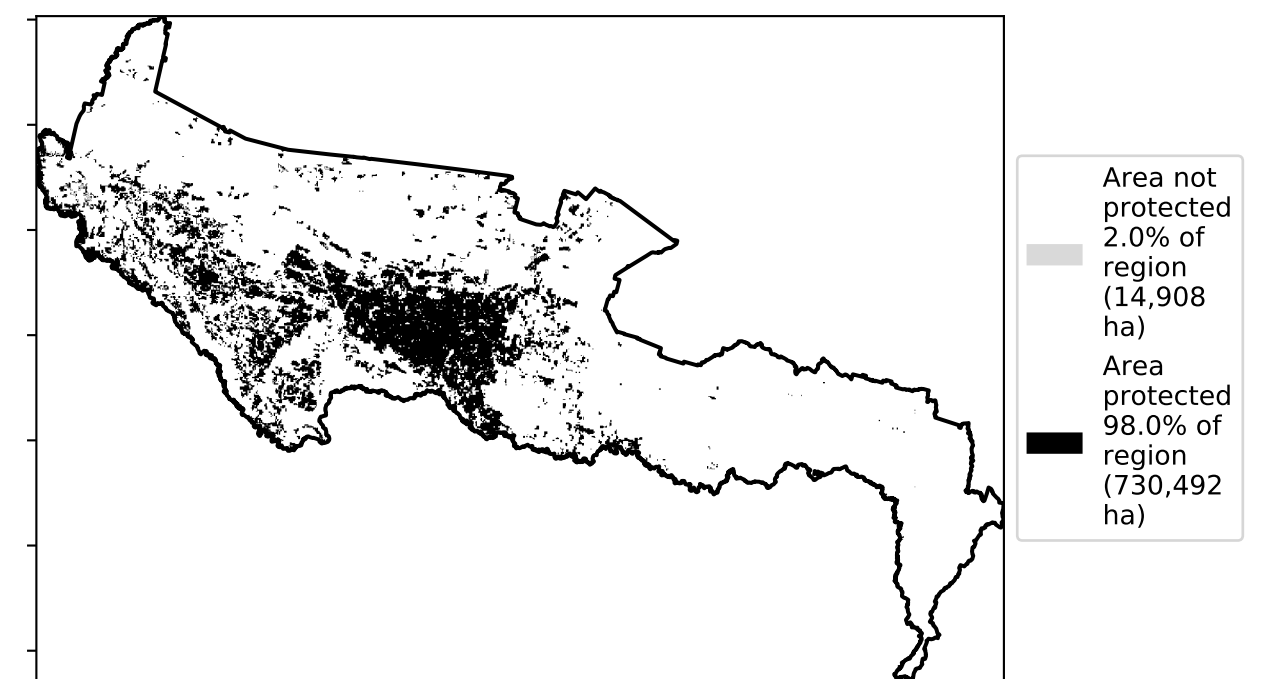 Area not
protected
2.0% of
region
(14,908
ha)
Area
protected
98.0% of
region
(730,492
ha)